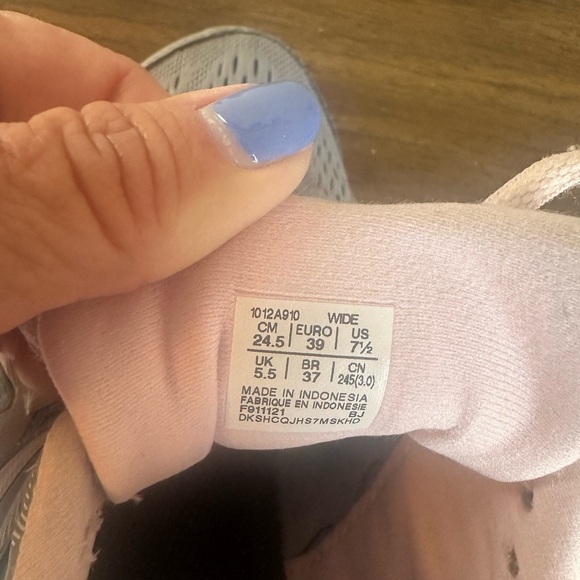 1012A910 WIDE
CM | EURO | US
24.5 | 39 | 7½
UK | BR | CN
5.5 | 37 | 245(3.0)
MADE IN INDONESIA
FABRIQUE EN INDONESIE
F911121 BJ
DKSHCQJHS7MSKHO